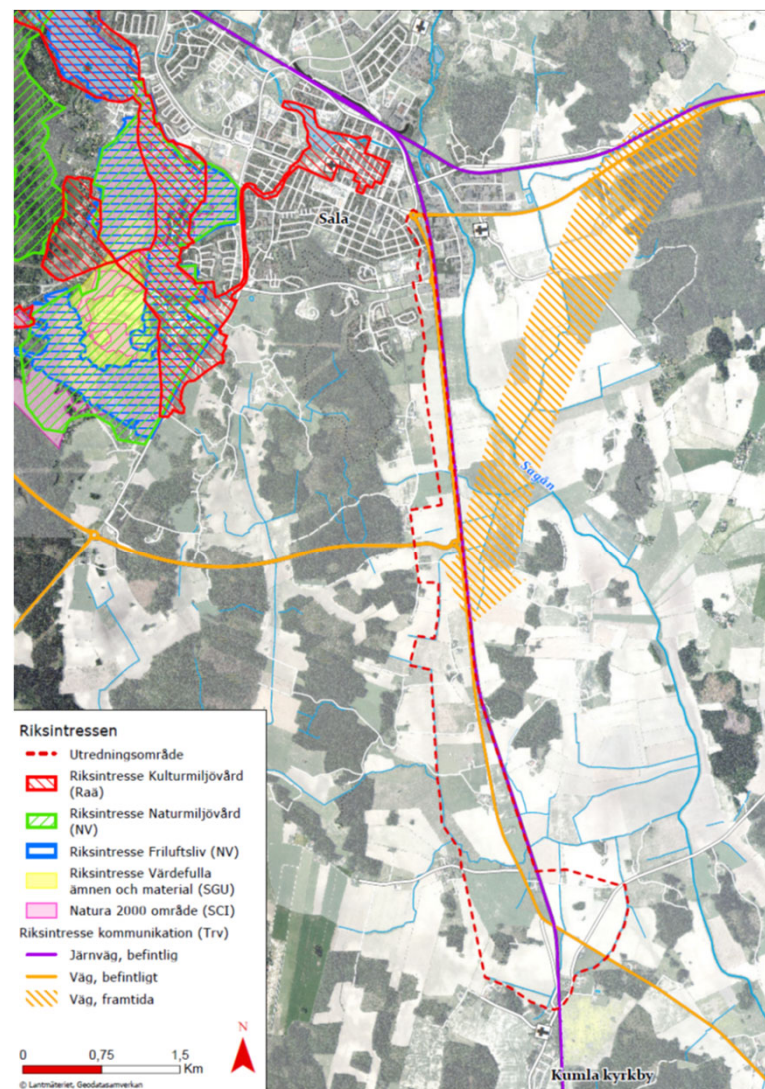 Sala
Sagån
Riksintressen
Utredningsområde
Riksintresse Kulturmiljövård
(Raä)
Riksintresse Naturmiljövård
(NV)
Riksintresse Friluftsliv (NV)
Riksintresse Värdefulla
ämnen och material (SGU)
Natura 2000 område (SCI)
Riksintresse kommunikation (Trv)
Järnväg, befintlig
Väg, befintligt
Väg, framtida
N
0 0,75 1,5
Km
© Lantmäteriet, Geodatasamverkan
Kumla kyrkby